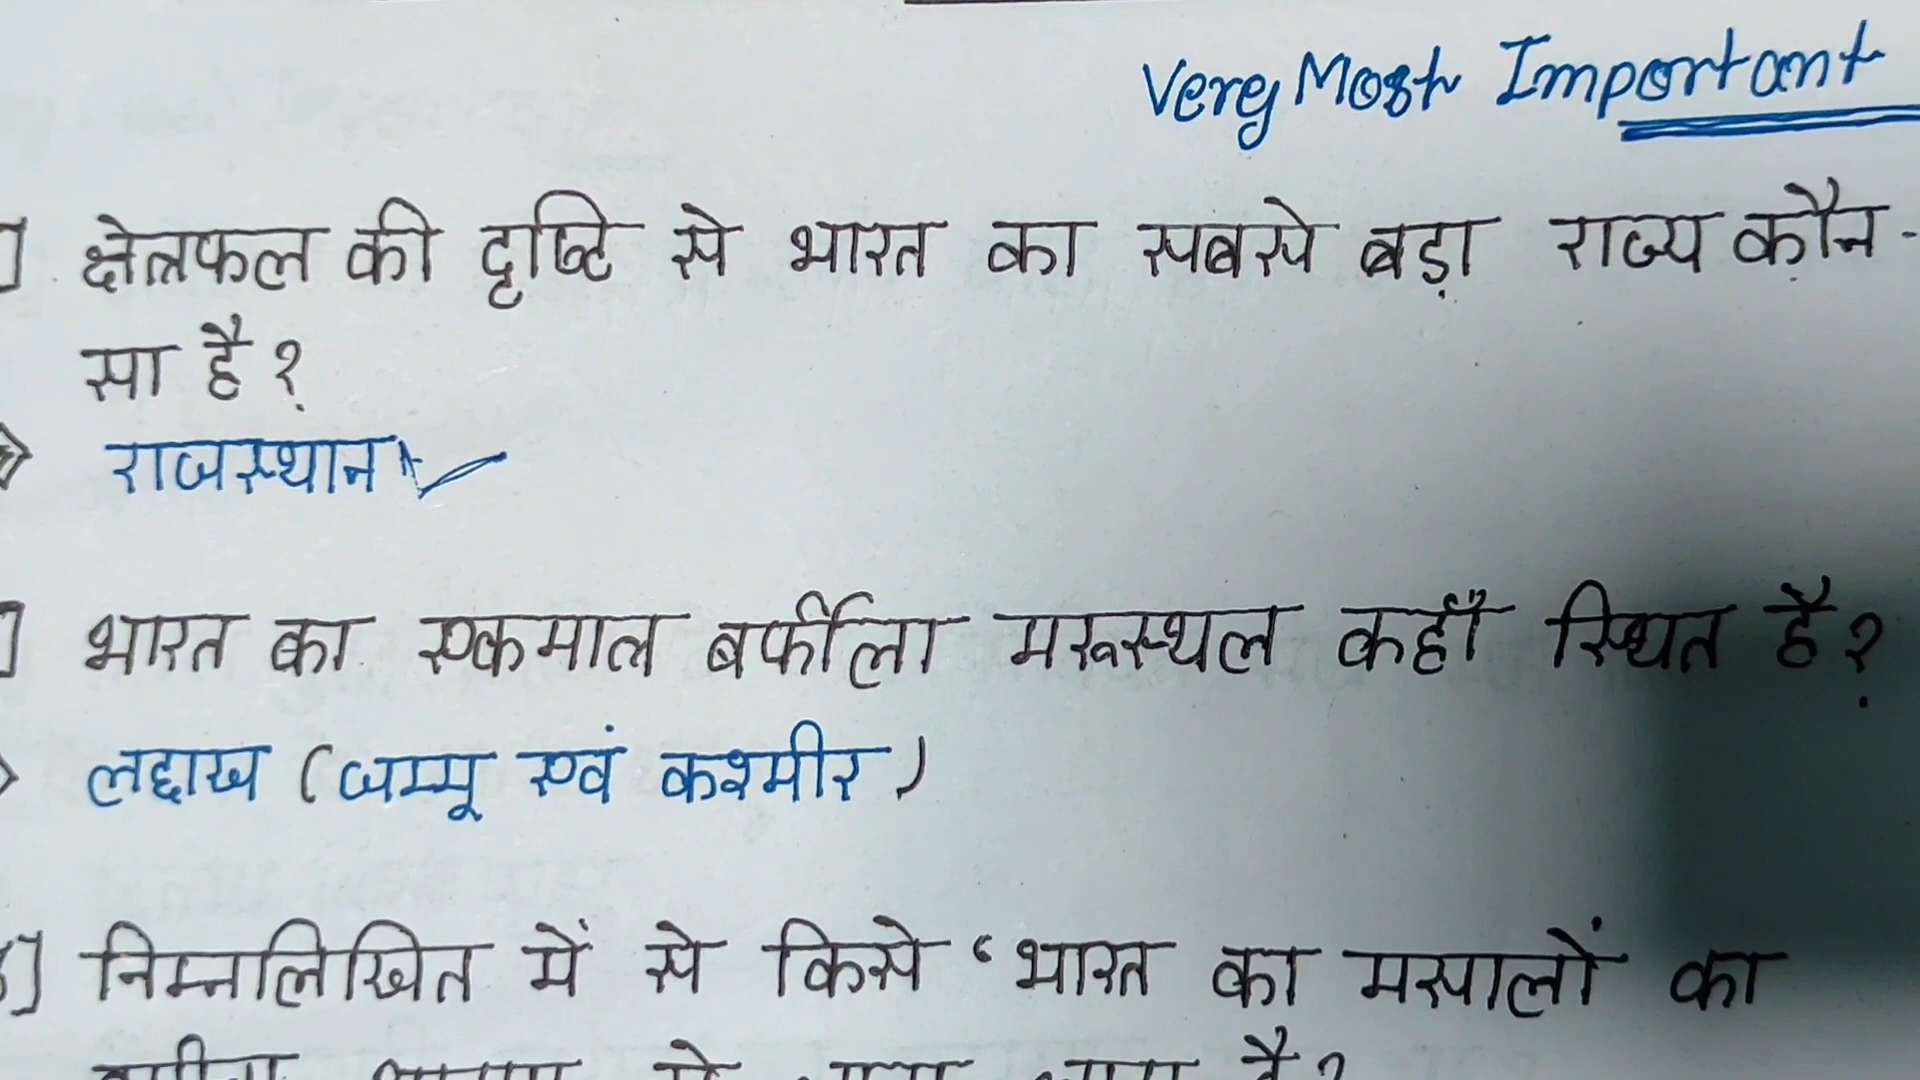 Very Most Important
क्षेत्रफल की दृष्टि से भारत का सबसे बड़ा राज्य कौन-
सा है?
राजस्थान
भारत का एकमात्र बर्फीला मरूस्थल कहाँ स्थित है?
लद्दाख (जम्मू एवं कश्मीर)
निम्नलिखित में से किसे ‘भारत का मसालों का
है?